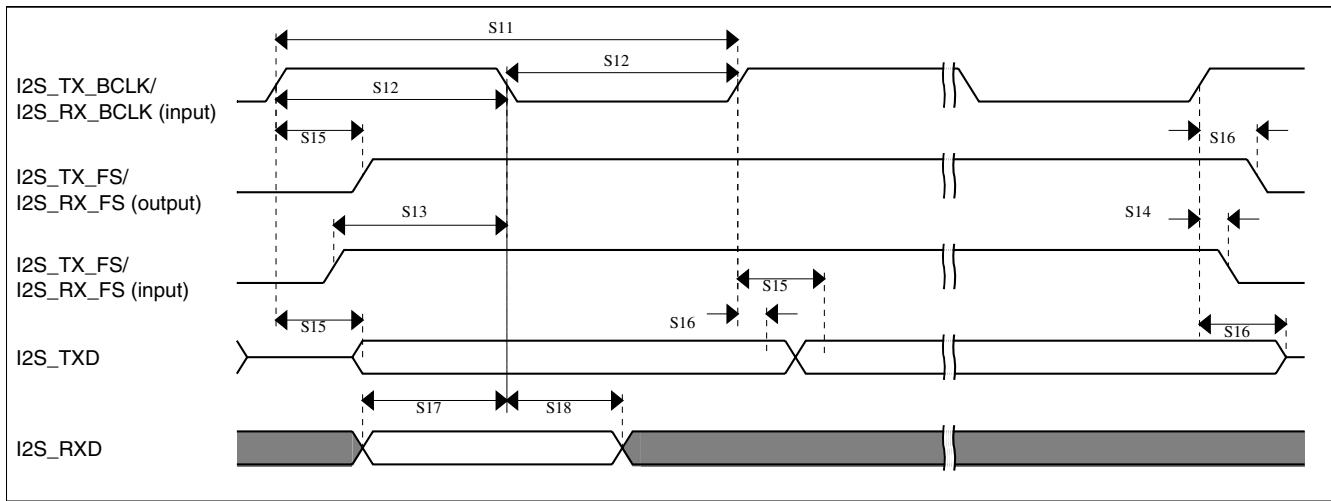 S11
S12
I2S_TX_BCLK/
I2S_RX_BCLK (input)
S12
S15
S16
I2S_TX_FS/
I2S_RX_FS (output)
S13
S14
I2S_TX_FS/
I2S_RX_FS (input)
S15
S15
S16
S16
I2S_TXD
S17
S18
I2S_RXD